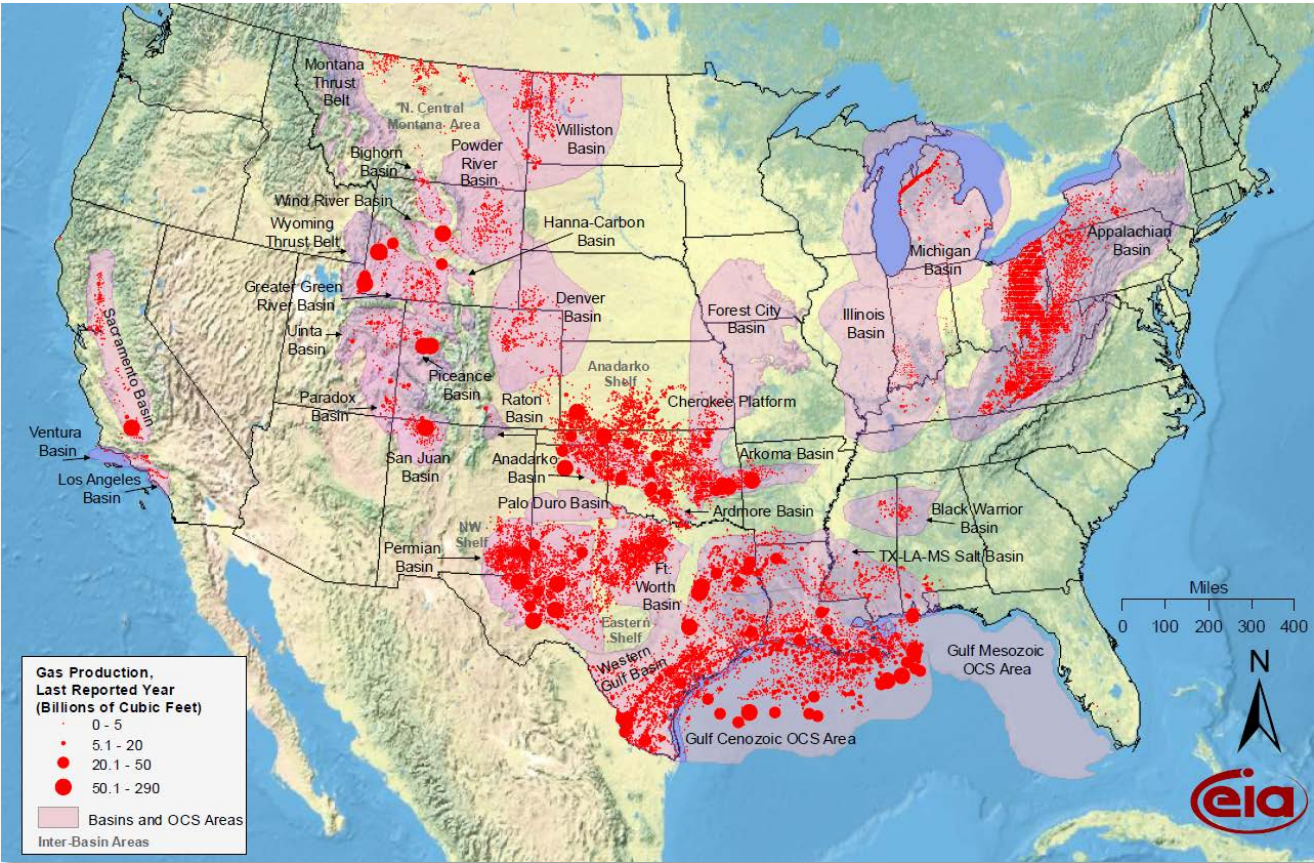 Montana
Thrust
Belt
N. Central
Montana Area
Williston
Basin
Powder
River
Basin
Bighorn
Basin
Wind River Basin
Wyoming
Thrust Belt
Hanna-Carbon
Basin
Greater Green
River Basin
Michigan
Basin
Appalachian
Basin
Denver
Basin
Forest City
Basin
Illinois
Basin
Uinta
Basin
Sacramento Basin
Piceance
Basin
Anadarko
Shelf
Paradox
Basin
Raton
Basin
Cherokee Platform
Ventura
Basin
Los Angeles
Basin
San Juan
Basin
Anadarko
Basin
Arkoma Basin
Palo Duro Basin
Ardmore Basin
Black Warrior
Basin
NW
Shelf
Permian
Basin
TX-LA-MS Salt Basin
Ft.
Worth
Basin
Eastern
Shelf
Western
Gulf Basin
Gulf Mesozoic
OCS Area
Gulf Cenozoic OCS Area
Miles
0 100 200 300 400
N
Gas Production,
Last Reported Year
(Billions of Cubic Feet)
0 - 5
5.1 - 20
20.1 - 50
50.1 - 290
Basins and OCS Areas
Inter-Basin Areas
eia